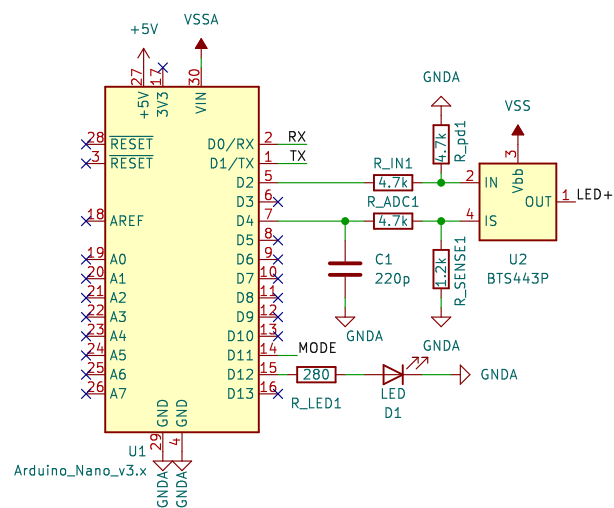 VSSA
+5V
GNDA
27
17
30
+5V
3V3
VIN
VSS
28
RESET
D0/RX
2
RX
4.7k
R_pd1
3
RESET
D1/TX
1
TX
R_IN1
3
Vbb
D2
5
4.7k
2
IN
D3
6
R_ADC1
OUT
1
LED+
18
AREF
D4
7
4.7k
4
IS
D5
8
19
A0
D6
9
C1
1.2k
R_SENSE1
U2
20
A1
D7
10
220p
BTS443P
21
A2
D8
11
22
A3
D9
12
23
A4
D10
13
GNDA
24
A5
D11
14
MODE
GNDA
25
A6
D12
15
280
GNDA
26
A7
D13
16
R_LED1
LED
D1
GND
GND
29
4
U1
Arduino_Nano_v3.x
GNDA
GNDA